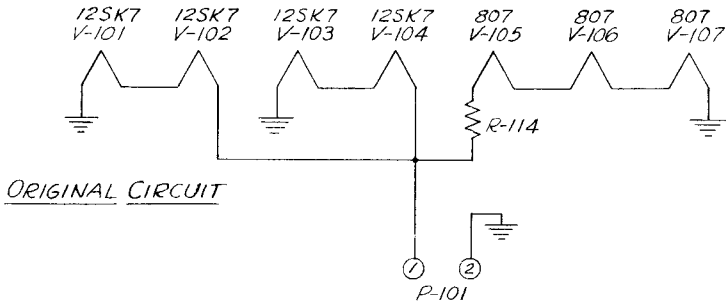 12SK7 12SK7 12SK7 12SK7 807 807 807
V-101 V-102 V-103 V-104 V-105 V-106 V-107
R-114
ORIGINAL CIRCUIT
1 2
P-101